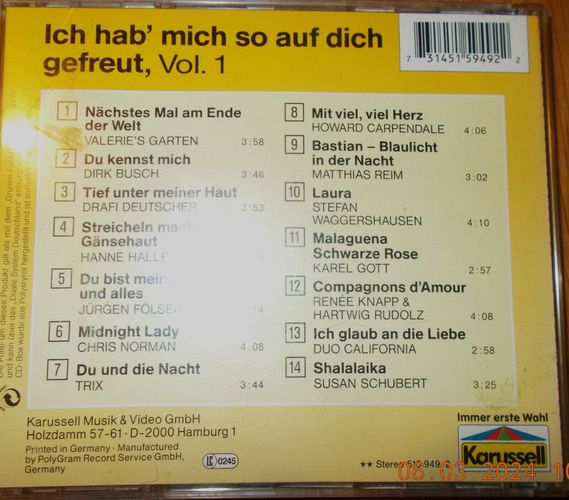 Ich hab' mich so auf dich
gefreut, Vol. 1
7 31451 59492 2
1 Nächstes Mal am Ende
der Welt
VALERIE'S GARTEN 3:58
2 Du kennst mich
DIRK BUSCH 3:46
3 Tief unter meiner Haut
DRAFI DEUTSCHER 3:53
4 Streicheln
Gänsehaut
HANNE
5 Du bist mein
und alles
JÜRGEN
6 Midnight Lady
CHRIS NORMAN 4:08
7 Du und die Nacht
TRIX 3:44
8 Mit viel, viel Herz
HOWARD CARPENDALE 4:06
9 Bastian – Blaulicht
in der Nacht
MATTHIAS REIM 3:02
10 Laura
STEFAN
WAGGERSHAUSEN 4:10
11 Malaguena
Schwarze Rose
KAREL GOTT 2:57
12 Compagnons d'Amour
RENÉE KNAPP &
HARTWIG RUDOLZ 4:08
13 Ich glaub an die Liebe
DUO CALIFORNIA 2:58
14 Shalalaika
SUSAN SCHUBERT 3:25
Karussell Musik & Video GmbH
Holzdamm 57-61 · D-2000 Hamburg 1
Printed in Germany · Manufactured
by PolyGram Record Service GmbH,
Germany
LC 0245
Immer erste Wahl
Karussell
★★ Stereo 515 949-2
08.03.2024